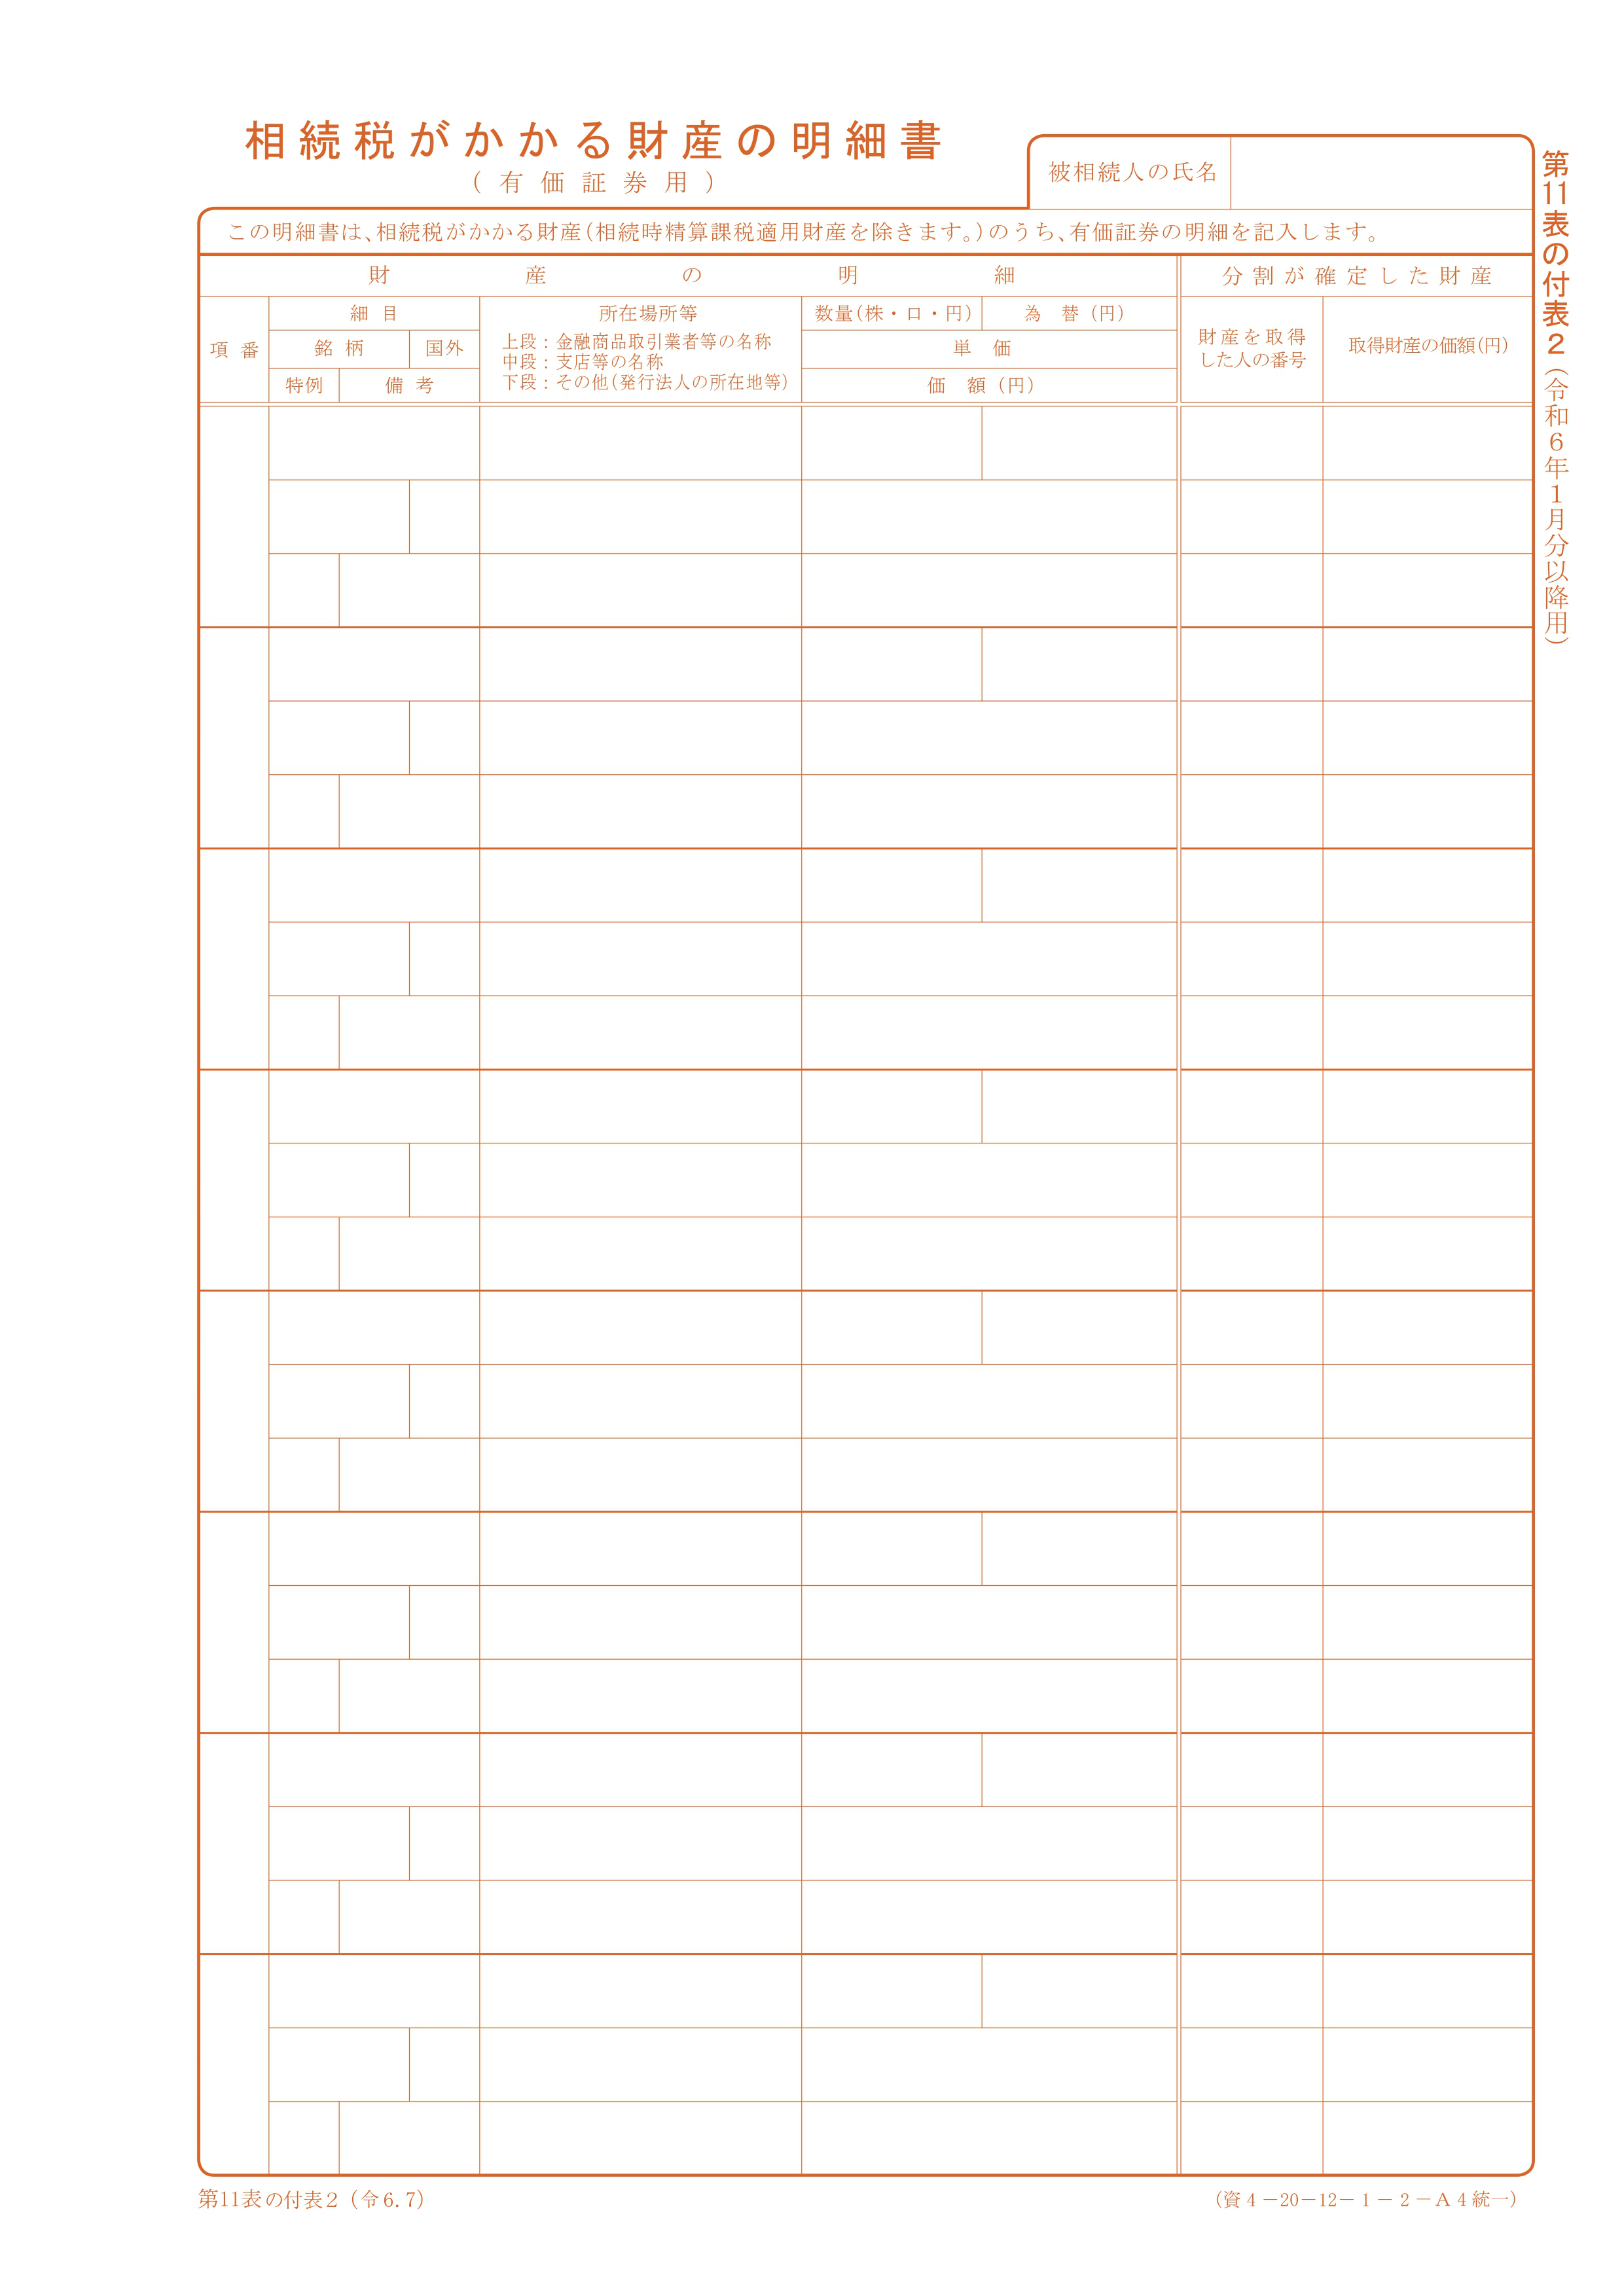 相続税がかかる財産の明細書
（有価証券用）
被相続人の氏名
この明細書は、相続税がかかる財産（相続時精算課税適用財産を除きます。）のうち、有価証券の明細を記入します。
財産の明細
分割が確定した財産
項番
細目
銘柄
国外
特例
備考
所在場所等
上段：金融商品取引業者等の名称
中段：支店等の名称
下段：その他（発行法人の所在地等）
数量（株・口・円）
為替（円）
単価
価額（円）
財産を取得
した人の番号
取得財産の価額（円）
第11表の付表２（令和６年１月分以降用）
第11表の付表２（令６.７）
（資４－20－12－１－２－Ａ４統一）